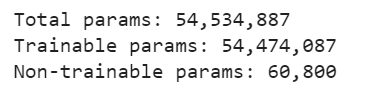 Total params: 54,534,887
Trainable params: 54,474,087
Non-trainable params: 60,800